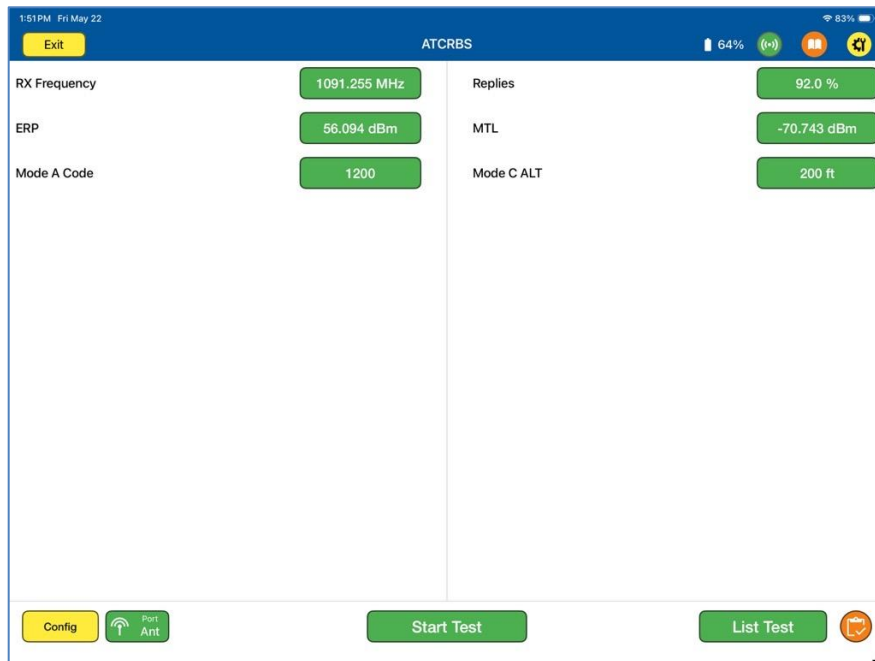 1:51 PM Fri May 22
83%
Exit
ATCRBS
64%
RX Frequency
1091.255 MHz
Replies
92.0 %
ERP
56.094 dBm
MTL
-70.743 dBm
Mode A Code
1200
Mode C ALT
200 ft
Config
Port
Ant
Start Test
List Test